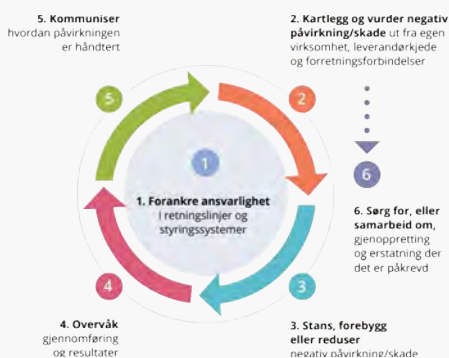 5. Kommuniser
hvordan påvirkningen
er håndtert
2. Kartlegg og vurder negativ
påvirkning/skade ut fra egen
virksomhet, leverandørkjede
og forretningsforbindelser
5
2
1
1. Forankre ansvarlighet
i retningslinjer og
styringssystemer
6
6. Sørg for, eller
samarbeid om,
gjenoppretting
og erstatning der
det er påkrevd
4
3
4. Overvåk
gjennomføring
og resultater
3. Stans, forebygg
eller reduser
negativ påvirkning/skade